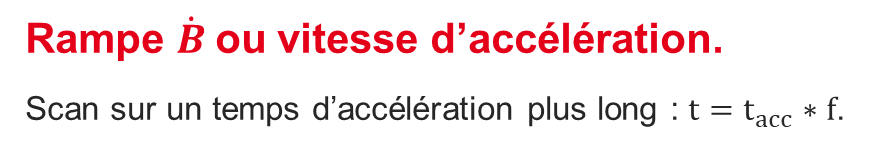 Rampe Ḃ ou vitesse d’accélération.
Scan sur un temps d’accélération plus long : t = t_acc * f.